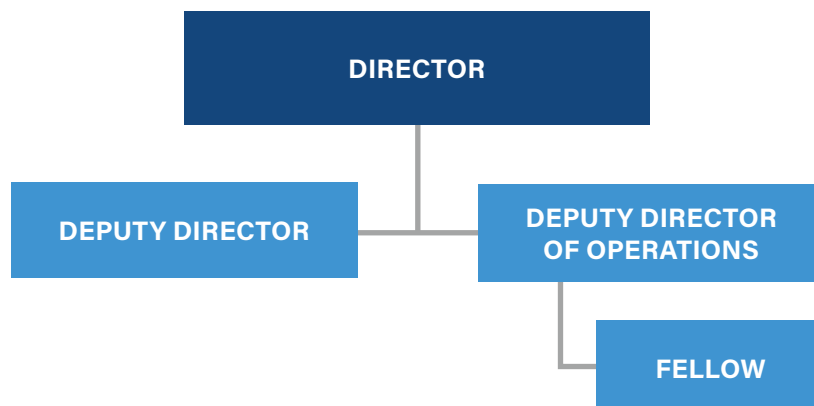 DIRECTOR
DEPUTY DIRECTOR
DEPUTY DIRECTOR
OF OPERATIONS
FELLOW